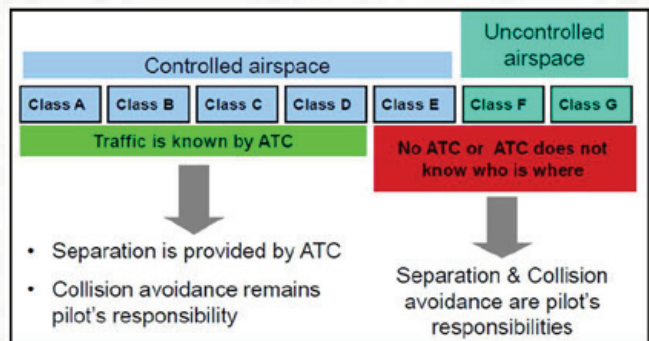 Uncontrolled
airspace
Controlled airspace
Class A Class B Class C Class D Class E Class F Class G
Traffic is known by ATC
No ATC or ATC does not
know who is where
• Separation is provided by ATC
• Collision avoidance remains
pilot's responsibility
Separation & Collision
avoidance are pilot's
responsibilities